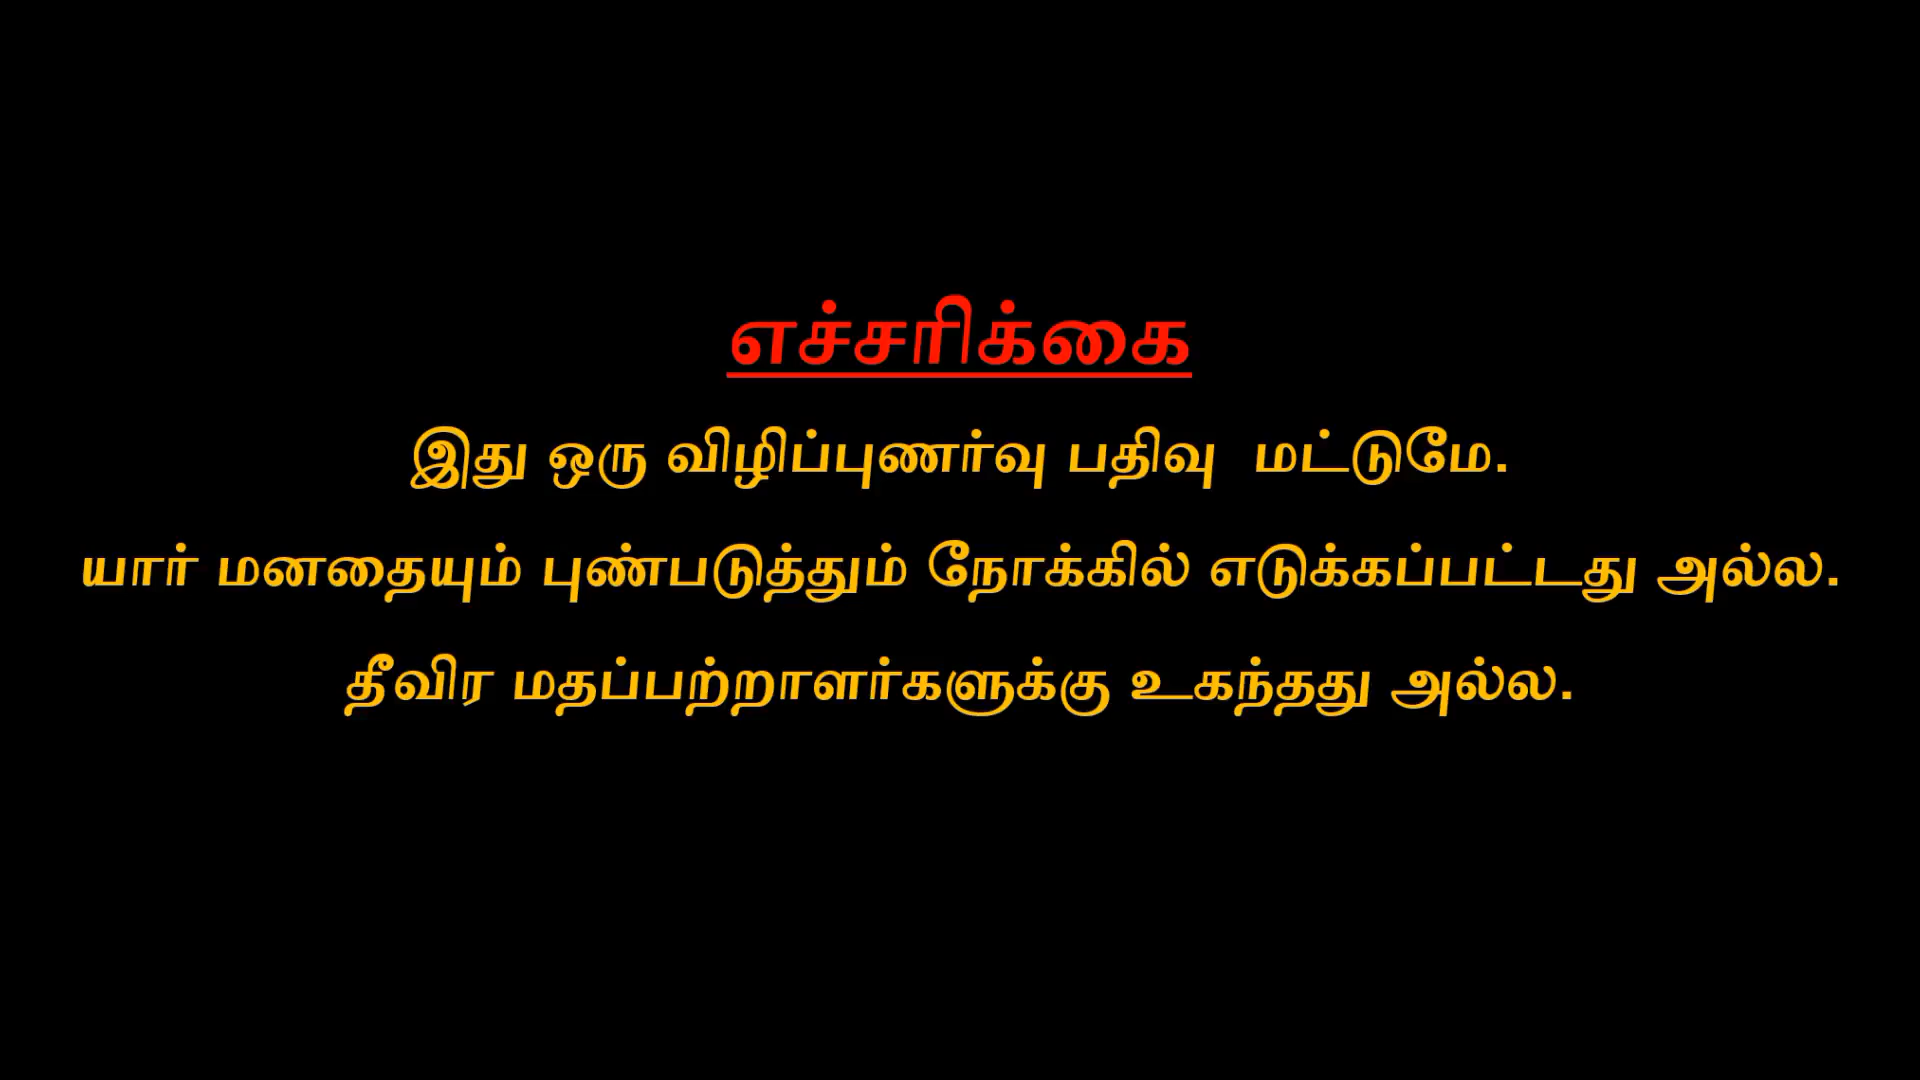 எச்சரிக்கை
இது ஒரு விழிப்புணர்வு பதிவு மட்டுமே.
யார் மனதையும் புண்படுத்தும் நோக்கில் எடுக்கப்பட்டது அல்ல.
தீவிர மதப்பற்றாளர்களுக்கு உகந்தது அல்ல.